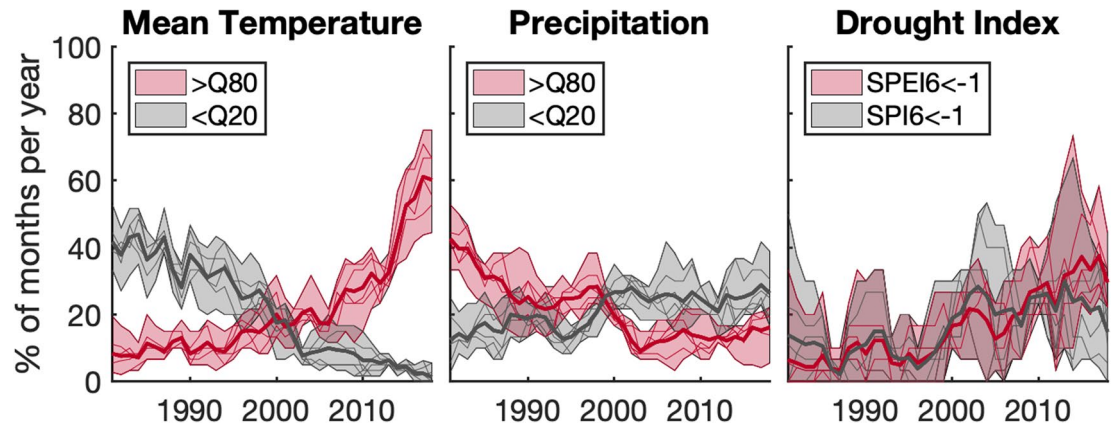 Mean Temperature
Precipitation
Drought Index
% of months per year
100
80
60
40
20
0
>Q80
<Q20
1990
2000
2010
>Q80
<Q20
1990
2000
2010
SPEI6<-1
SPI6<-1
1990
2000
2010